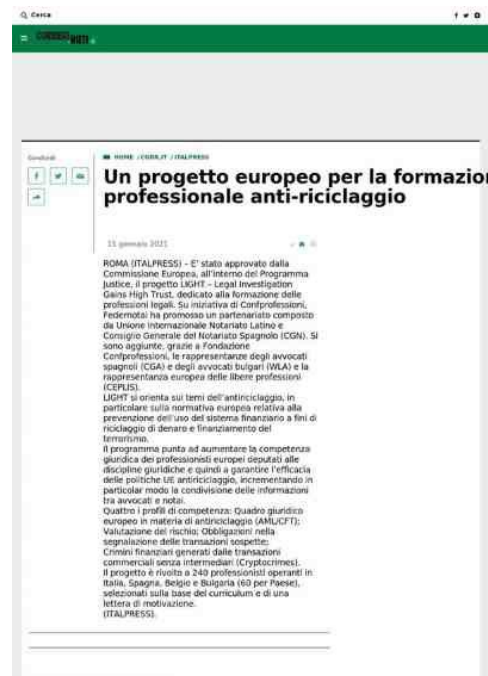 Cerca
Condividi
HOME / CORR.IT / ITALPRESS
Un progetto europeo per la formazio
professionale anti-riciclaggio
15 gennaio 2021
ROMA (ITALPRESS) – E' stato approvato dalla
Commissione Europea, all'interno del Programma
Justice, il progetto LIGHT – Legal Investigation
Gains High Trust, dedicato alla formazione delle
professioni legali. Su iniziativa di Confprofessioni,
Federnotai ha promosso un partenariato composto
da Unione Internazionale Notariato Latino e
Consiglio Generale del Notariato Spagnolo (CGN). Si
sono aggiunte, grazie a Fondazione
Confprofessioni, le rappresentanze degli avvocati
spagnoli (CGA) e degli avvocati bulgari (WLA) e la
rappresentanza europea delle libere professioni
(CEPLIS).
LIGHT si orienta sui temi dell'antiriciclaggio, in
particolare sulla normativa europea relativa alla
prevenzione dell'uso del sistema finanziario a fini di
riciclaggio di denaro e finanziamento del
terrorismo.
Il programma punta ad aumentare la competenza
giuridica dei professionisti europei deputati alle
discipline giuridiche e quindi a garantire l'efficacia
delle politiche UE antiriciclaggio, incrementando in
particolar modo la condivisione delle informazioni
tra avvocati e notai.
Quattro i profili di competenza: Quadro giuridico
europeo in materia di antiriciclaggio (AML/CFT);
Valutazione del rischio; Obbligazioni nella
segnalazione delle transazioni sospette;
Crimini finanziari generati dalle transazioni
commerciali senza intermediari (Cryptocrimes).
Il progetto è rivolto a 240 professionisti operanti in
Italia, Spagna, Belgio e Bulgaria (60 per Paese),
selezionati sulla base del curriculum e di una
lettera di motivazione.
(ITALPRESS).